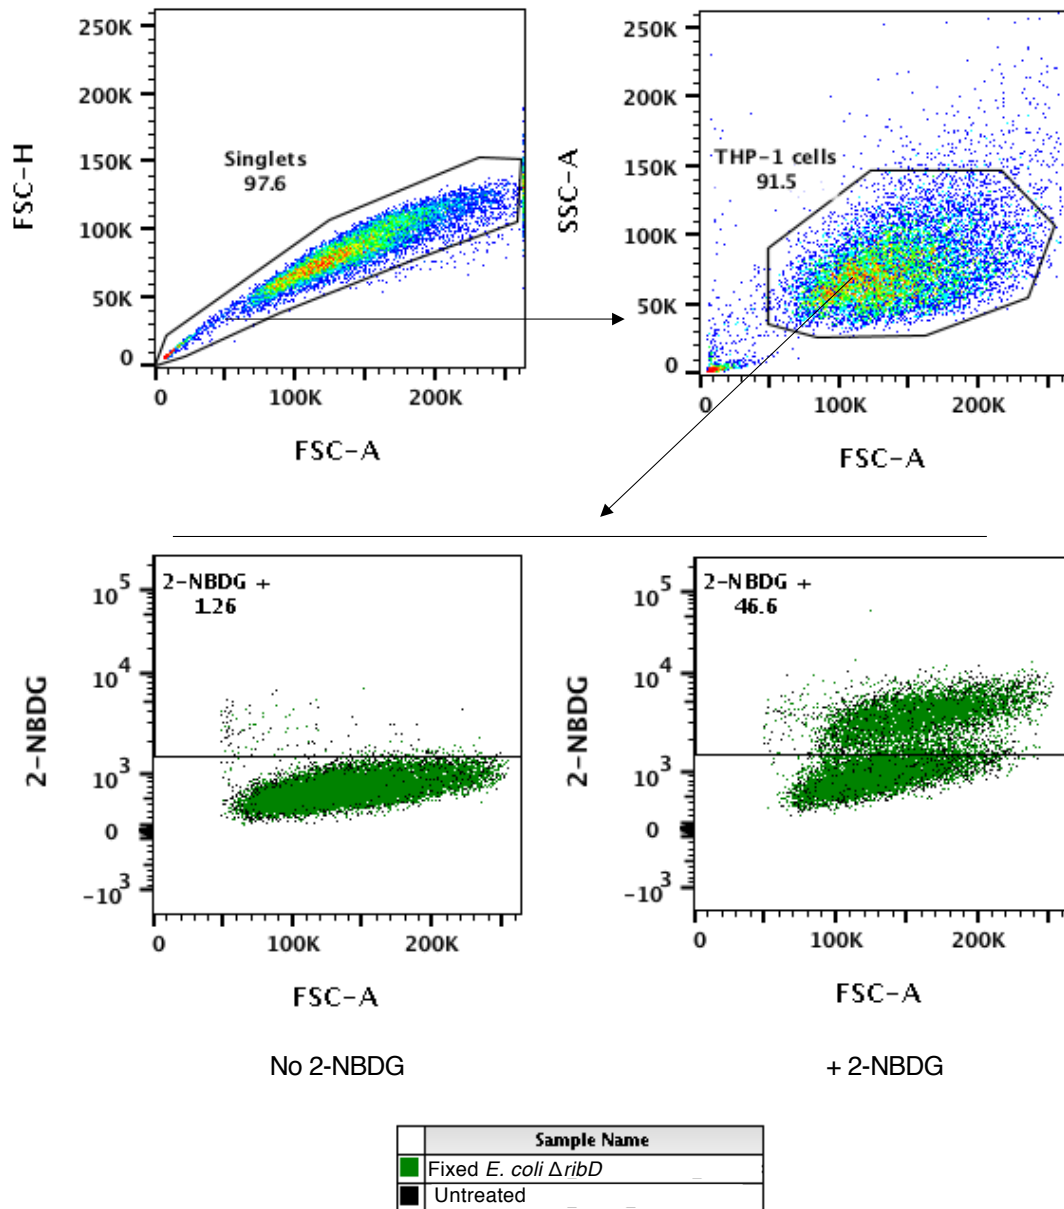 FSC-H
250K
200K
150K
100K
50K
0
Singlets
97.6
0
100K
200K
FSC-A
SSC-A
250K
200K
150K
100K
50K
0
THP-1 cells
91.5
0
100K
200K
FSC-A
2-NBDG
10^5
10^4
10^3
0
-10^3
2-NBDG +
1.26
0
100K
200K
FSC-A
No 2-NBDG
2-NBDG
10^5
10^4
10^3
0
-10^3
2-NBDG +
46.6
0
100K
200K
FSC-A
+ 2-NBDG
Sample Name
Fixed E. coli ΔribD
Untreated